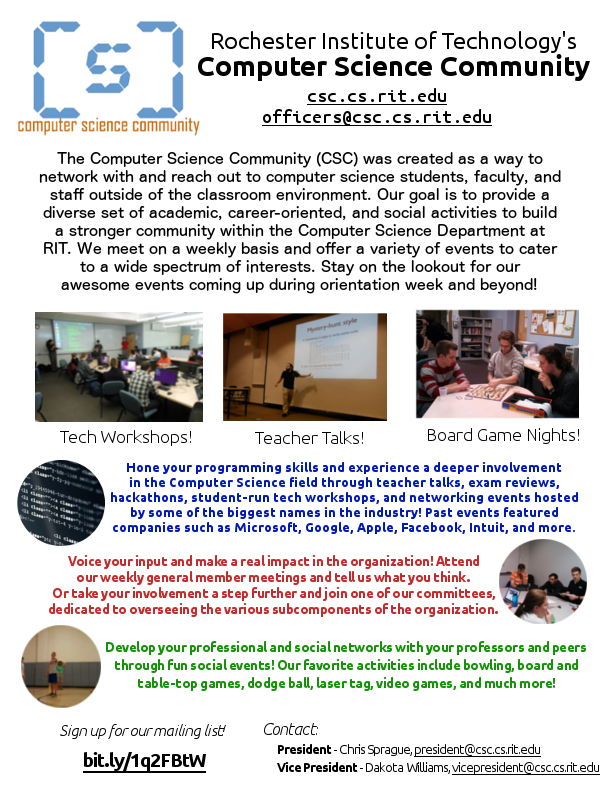 Rochester Institute of Technology's
Computer Science Community
csc.cs.rit.edu
officers@csc.cs.rit.edu
S
computer science community
The Computer Science Community (CSC) was created as a way to
network with and reach out to computer science students, faculty, and
staff outside of the classroom environment. Our goal is to provide a
diverse set of academic, career-oriented, and social activities to build
a stronger community within the Computer Science Department at
RIT. We meet on a weekly basis and offer a variety of events to cater
to a wide spectrum of interests. Stay on the lookout for our
awesome events coming up during orientation week and beyond!
Mystery-hunt style
Tech Workshops!
Teacher Talks!
Board Game Nights!
Hone your programming skills and experience a deeper involvement
in the Computer Science field through teacher talks, exam reviews,
hackathons, student-run tech workshops, and networking events hosted
by some of the biggest names in the industry! Past events featured
companies such as Microsoft, Google, Apple, Facebook, Intuit, and more.
Voice your input and make a real impact in the organization! Attend
our weekly general member meetings and tell us what you think.
Or take your involvement a step further and join one of our committees,
dedicated to overseeing the various subcomponents of the organization.
Develop your professional and social networks with your professors and peers
through fun social events! Our favorite activities include bowling, board and
table-top games, dodge ball, laser tag, video games, and much more!
Sign up for our mailing list!
bit.ly/1q2FBtW
Contact:
President - Chris Sprague, president@csc.cs.rit.edu
Vice President - Dakota Williams, vicepresident@csc.cs.rit.edu